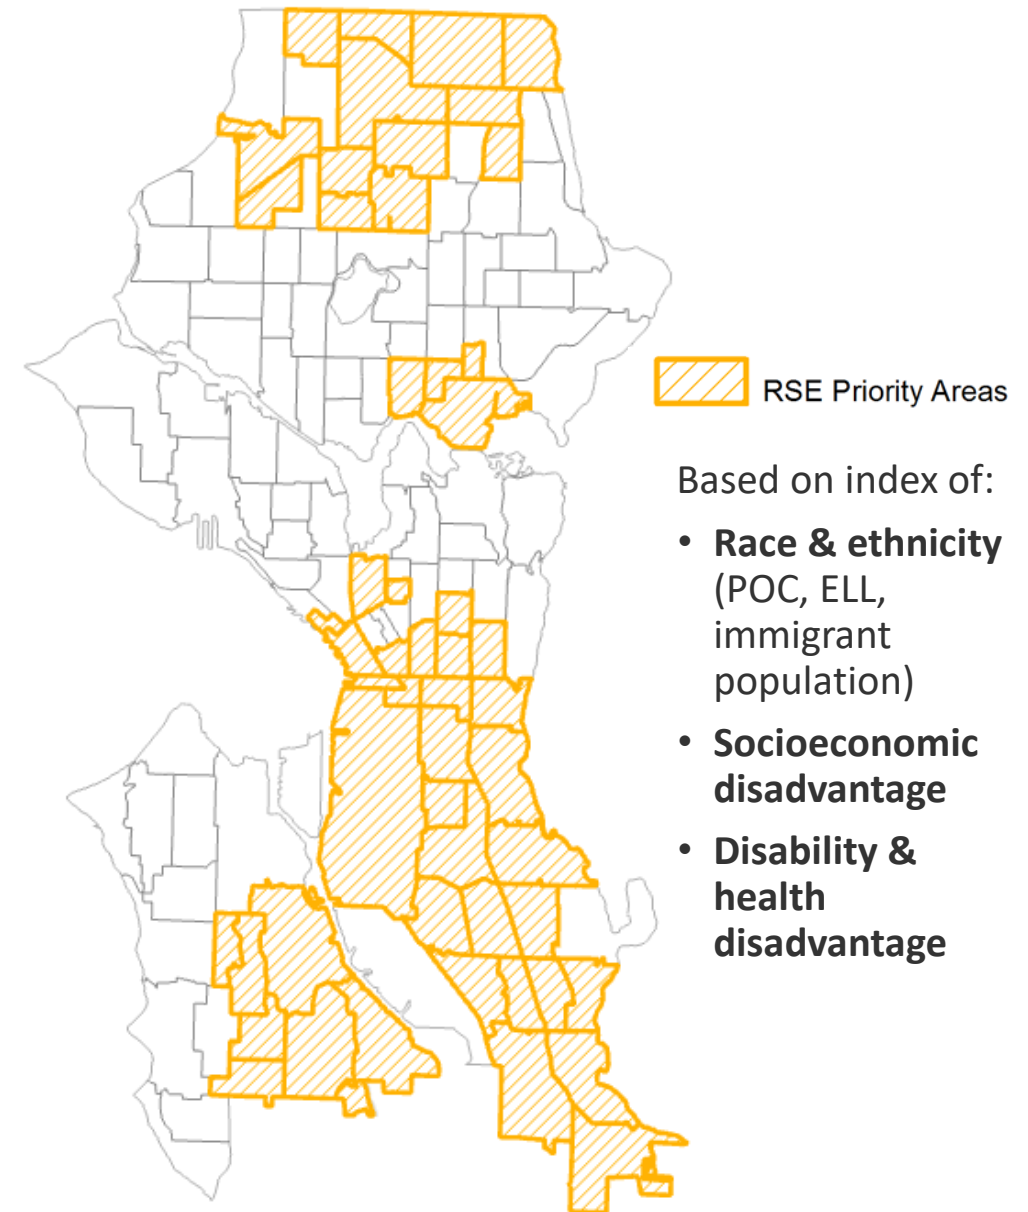 RSE Priority Areas
Based on index of:
• Race & ethnicity
(POC, ELL,
immigrant
population)
• Socioeconomic
disadvantage
• Disability &
health
disadvantage